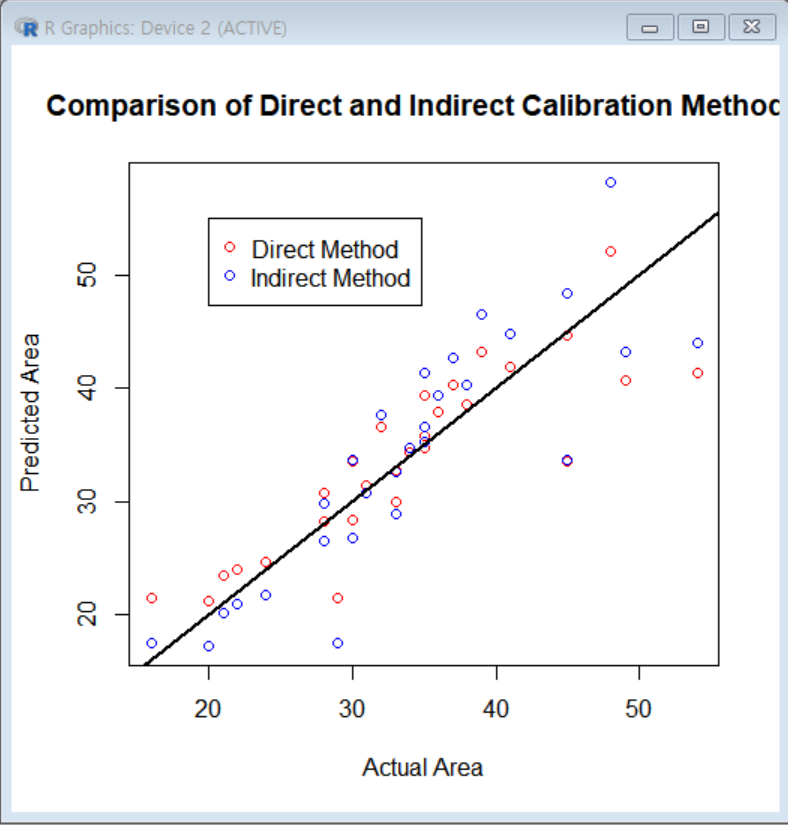 R R Graphics: Device 2 (ACTIVE)
Comparison of Direct and Indirect Calibration Method
Direct Method
Indirect Method
Predicted Area
50
40
30
20
20 30 40 50
Actual Area